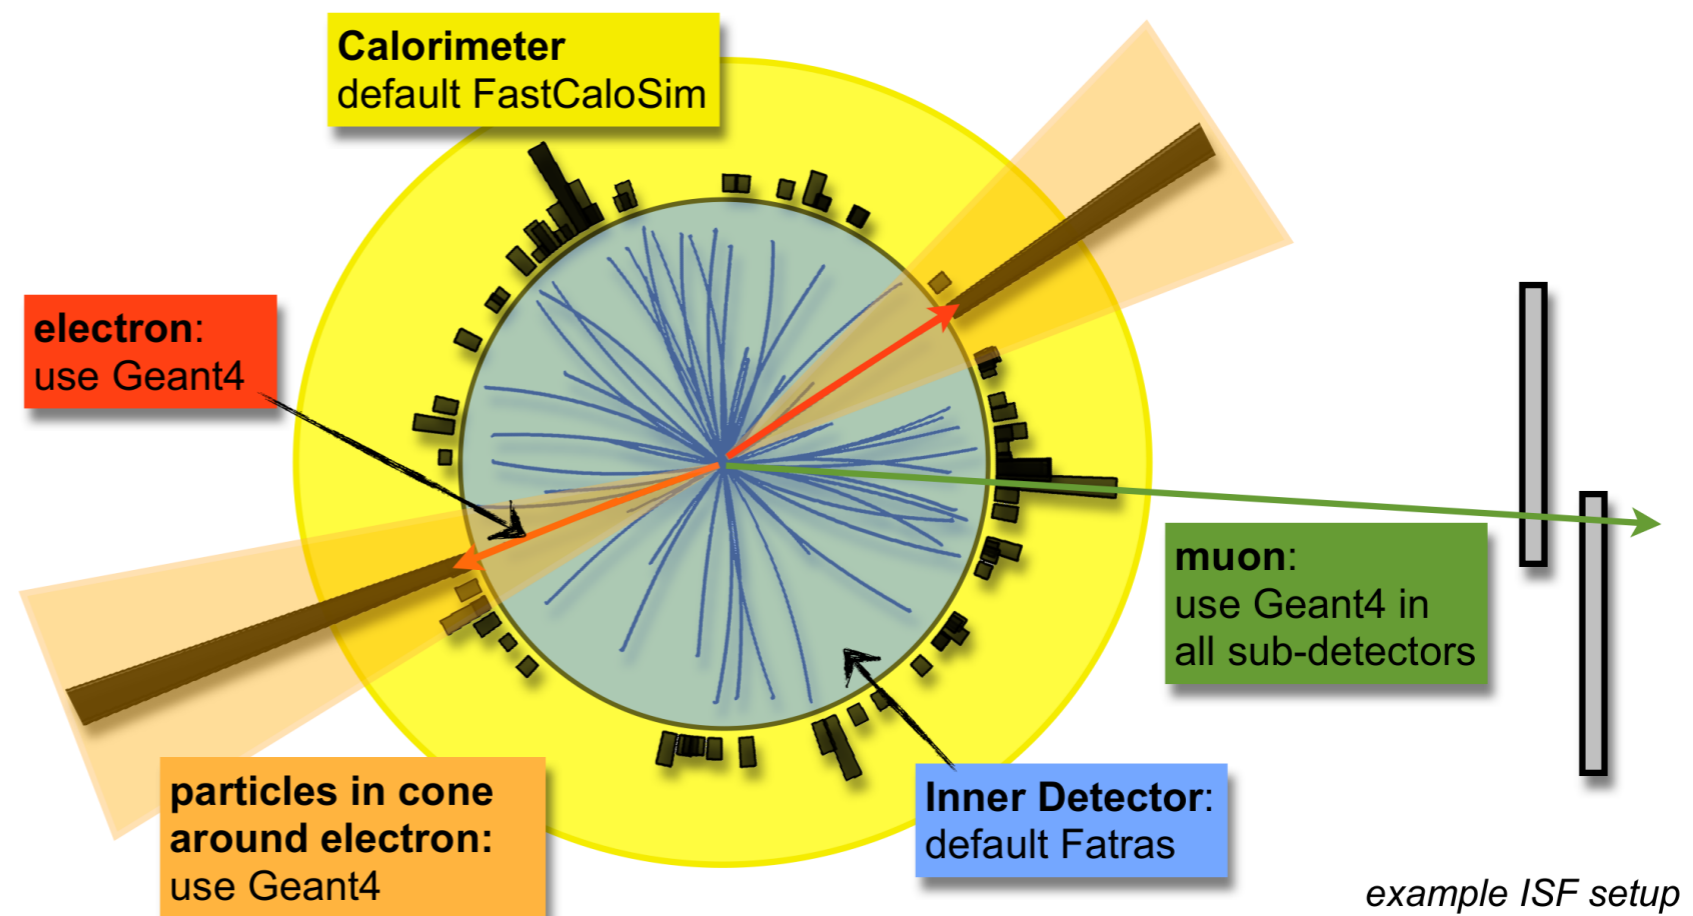 Calorimeter
default FastCaloSim
electron:
use Geant4
muon:
use Geant4 in
all sub-detectors
particles in cone
around electron:
use Geant4
Inner Detector:
default Fatras
example ISF setup